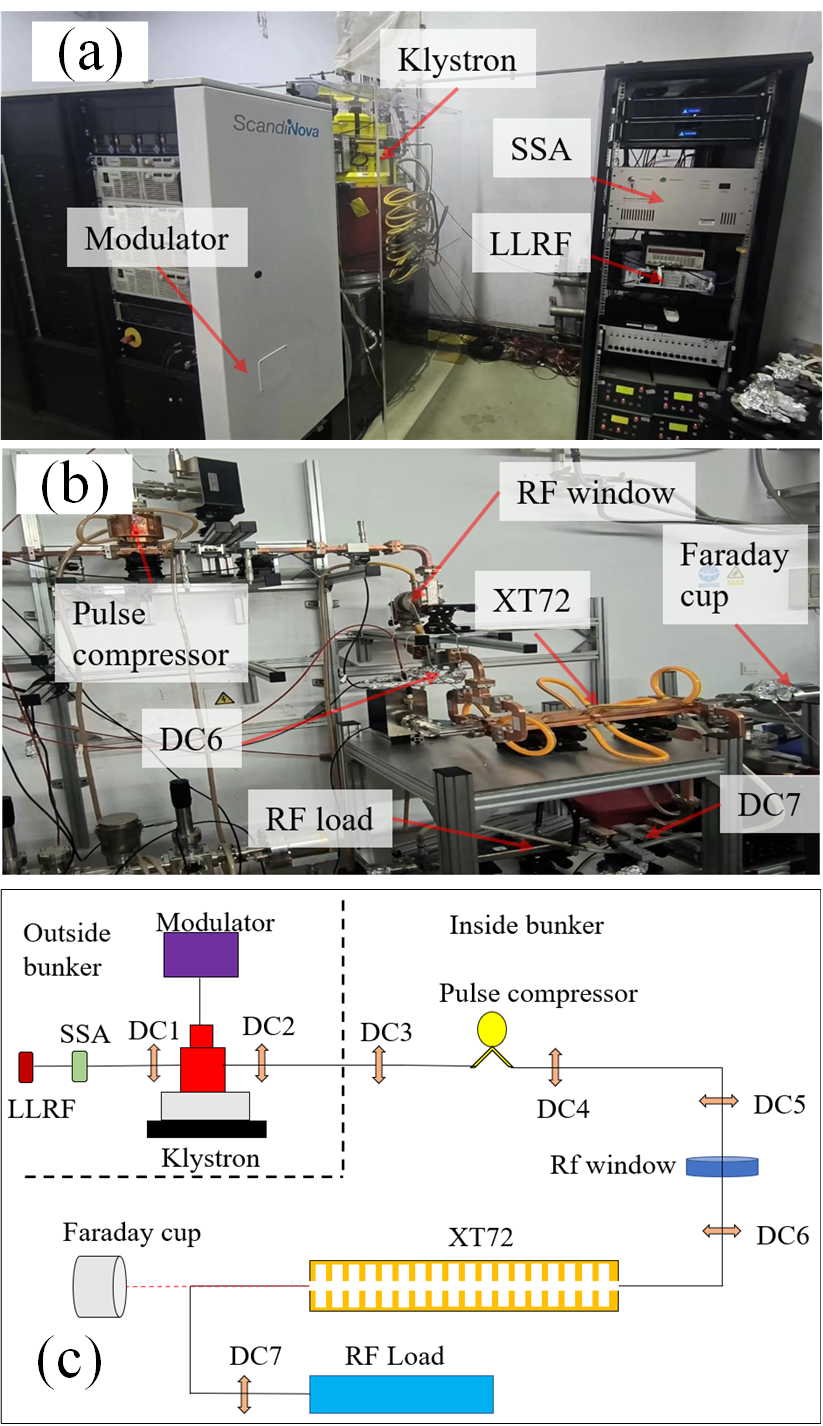 (a)
Klystron
ScandiNova
SSA
Modulator
LLRF
(b)
RF window
Faraday
cup
XT72
Pulse
compressor
DC6
RF load
DC7
Modulator
Outside
bunker
Inside bunker
Pulse compressor
SSA
DC1
DC2
DC3
LLRF
DC4
DC5
Klystron
Rf window
Faraday cup
XT72
DC6
(c)
DC7
RF Load